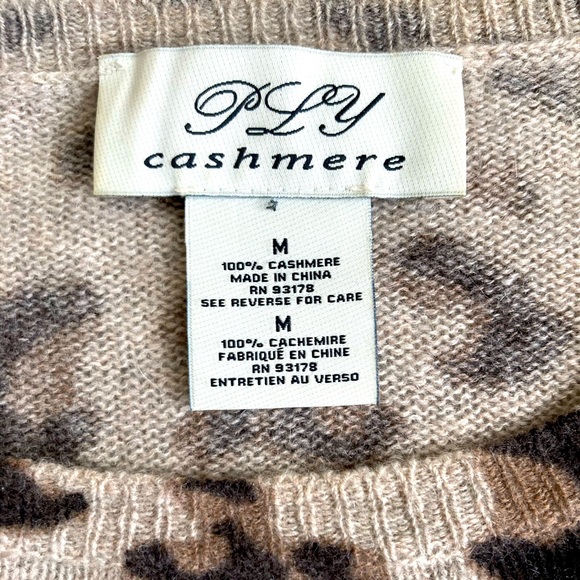 PLY
cashmere
M
100% CASHMERE
MADE IN CHINA
RN 93178
SEE REVERSE FOR CARE
M
100% CACHEMIRE
FABRIQUÉ EN CHINE
RN 93178
ENTRETIEN AU VERSO